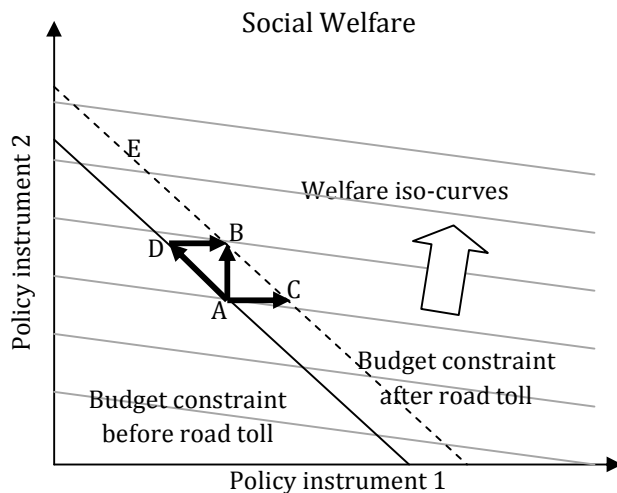 Social Welfare
E
Welfare iso-curves
D
B
A
C
Policy instrument 2
Budget constraint
after road toll
Budget constraint
before road toll
Policy instrument 1